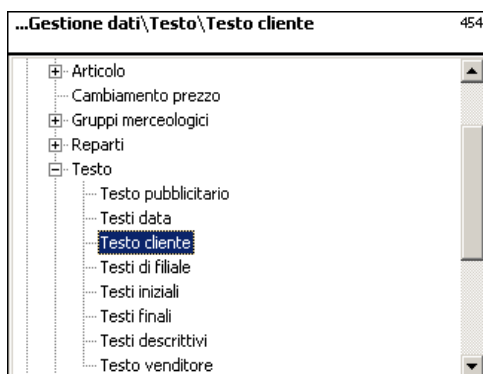 ...Gestione dati\Testo\Testo cliente 454
Articolo
Cambiamento prezzo
Gruppi merceologici
Reparti
Testo
Testo pubblicitario
Testi data
Testo cliente
Testi di filiale
Testi iniziali
Testi finali
Testi descrittivi
Testo venditore